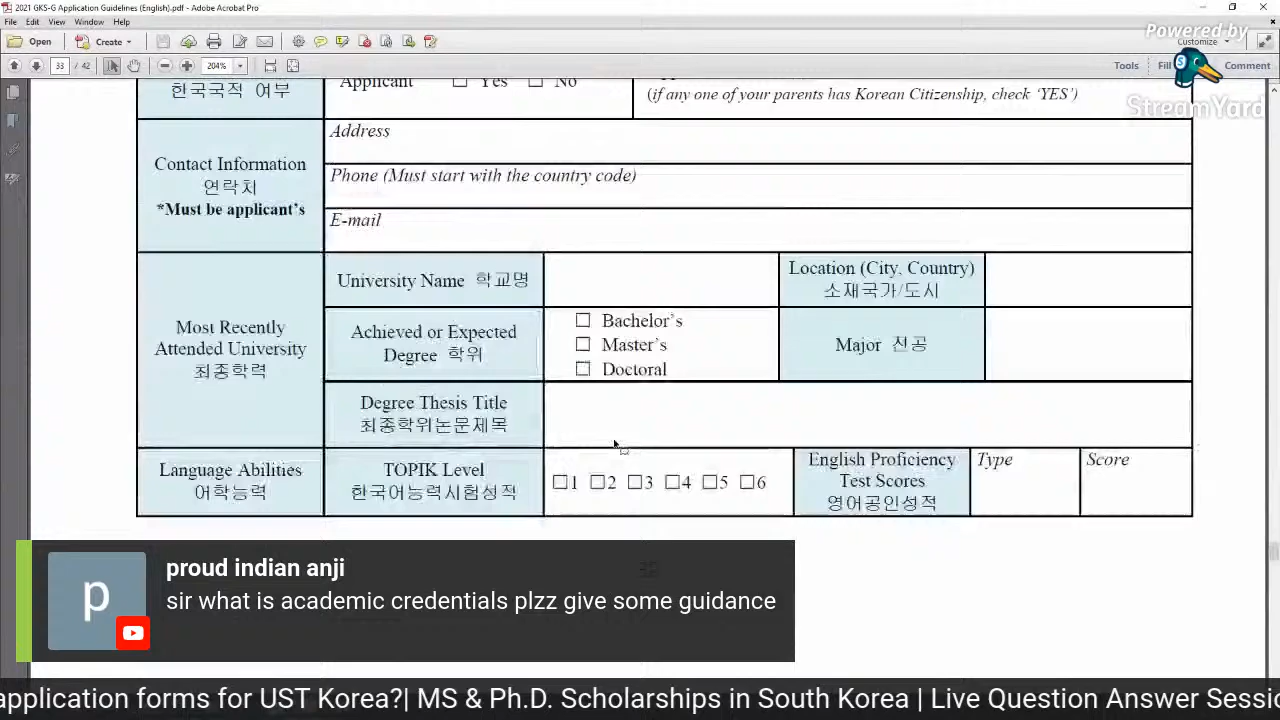 2021 GKS-G Application Guidelines (English).pdf - Adobe Acrobat Pro
File Edit View Window Help
Open Create Customize
33 / 42 204% Tools Fill Comment
Powered by
StreamYard
Applicant ☐ Yes ☐ No
한국국적 여부
(if any one of your parents has Korean Citizenship, check ‘YES’)
Contact Information
연락처
*Must be applicant’s
Address
Phone (Must start with the country code)
E-mail
Most Recently
Attended University
최종학력
University Name 학교명
Location (City, Country)
소재국가/도시
Achieved or Expected
Degree 학위
☐ Bachelor’s
☐ Master’s
☐ Doctoral
Major 전공
Degree Thesis Title
최종학위논문제목
Language Abilities
어학능력
TOPIK Level
한국어능력시험성적
☐1 ☐2 ☐3 ☐4 ☐5 ☐6
English Proficiency
Test Scores
영어공인성적
Type
Score
p
proud indian anji
sir what is academic credentials plzz give some guidance
application forms for UST Korea?| MS & Ph.D. Scholarships in South Korea | Live Question Answer Sessi